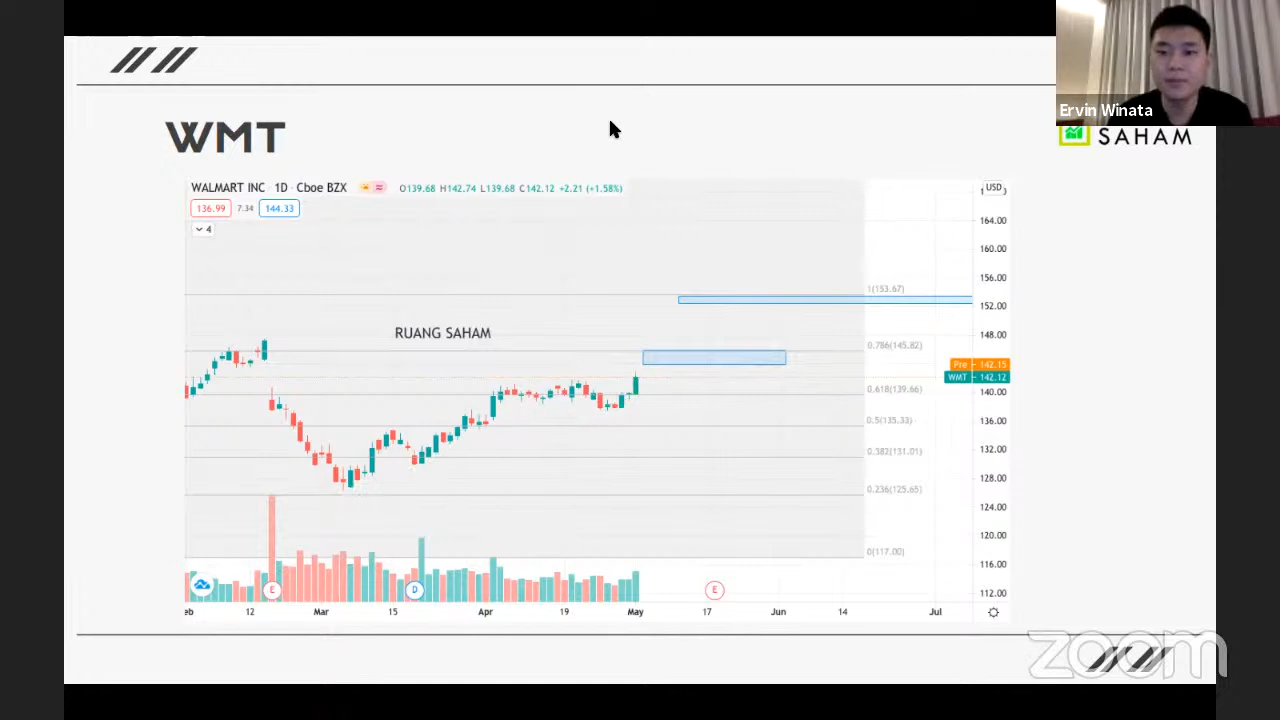 Ervin Winata
SAHAM
WMT
WALMART INC · 1D · Cboe BZX O139.68 H142.74 L139.68 C142.12 +2.21 (+1.58%)
USD
136.99 7.34 144.33
4
164.00
160.00
156.00
1(153.67)
152.00
RUANG SAHAM
148.00
0.786(145.82)
Pre 142.15
WMT 142.12
0.618(139.66)
140.00
0.5(135.33)
136.00
0.382(131.01)
132.00
128.00
0.236(125.65)
124.00
120.00
0(117.00)
116.00
E D E
112.00
eb 12 Mar 15 Apr 19 May 17 Jun 14 Jul
zoom